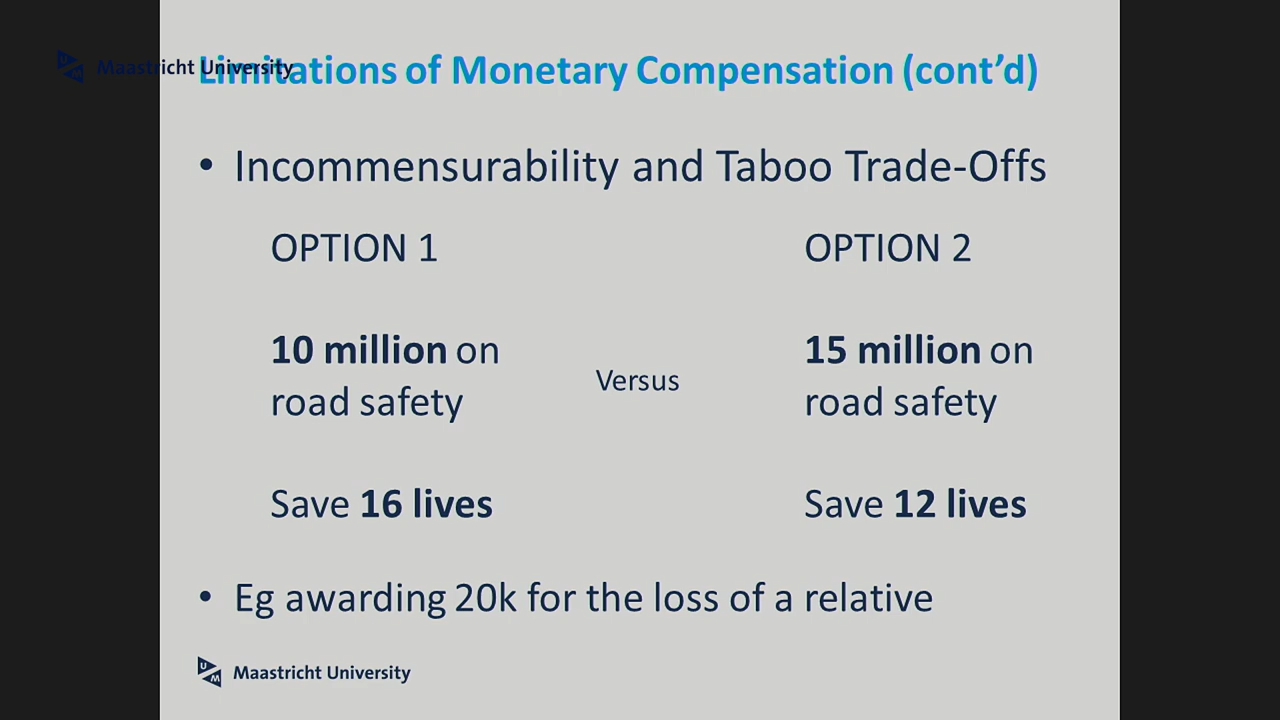 Maastricht University
Limitations of Monetary Compensation (cont'd)
• Incommensurability and Taboo Trade-Offs
OPTION 1
OPTION 2
10 million on
road safety
Versus
15 million on
road safety
Save 16 lives
Save 12 lives
• Eg awarding 20k for the loss of a relative
UM Maastricht University